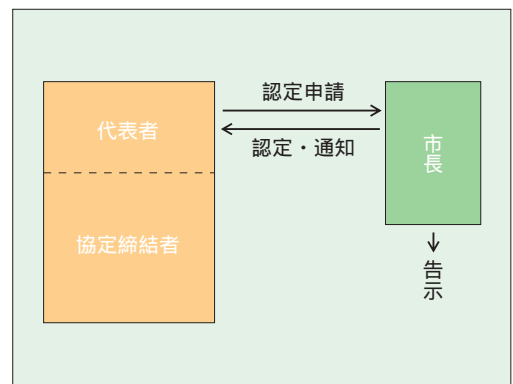 認定申請
代表者
認定・通知
市長
協定締結者
告示